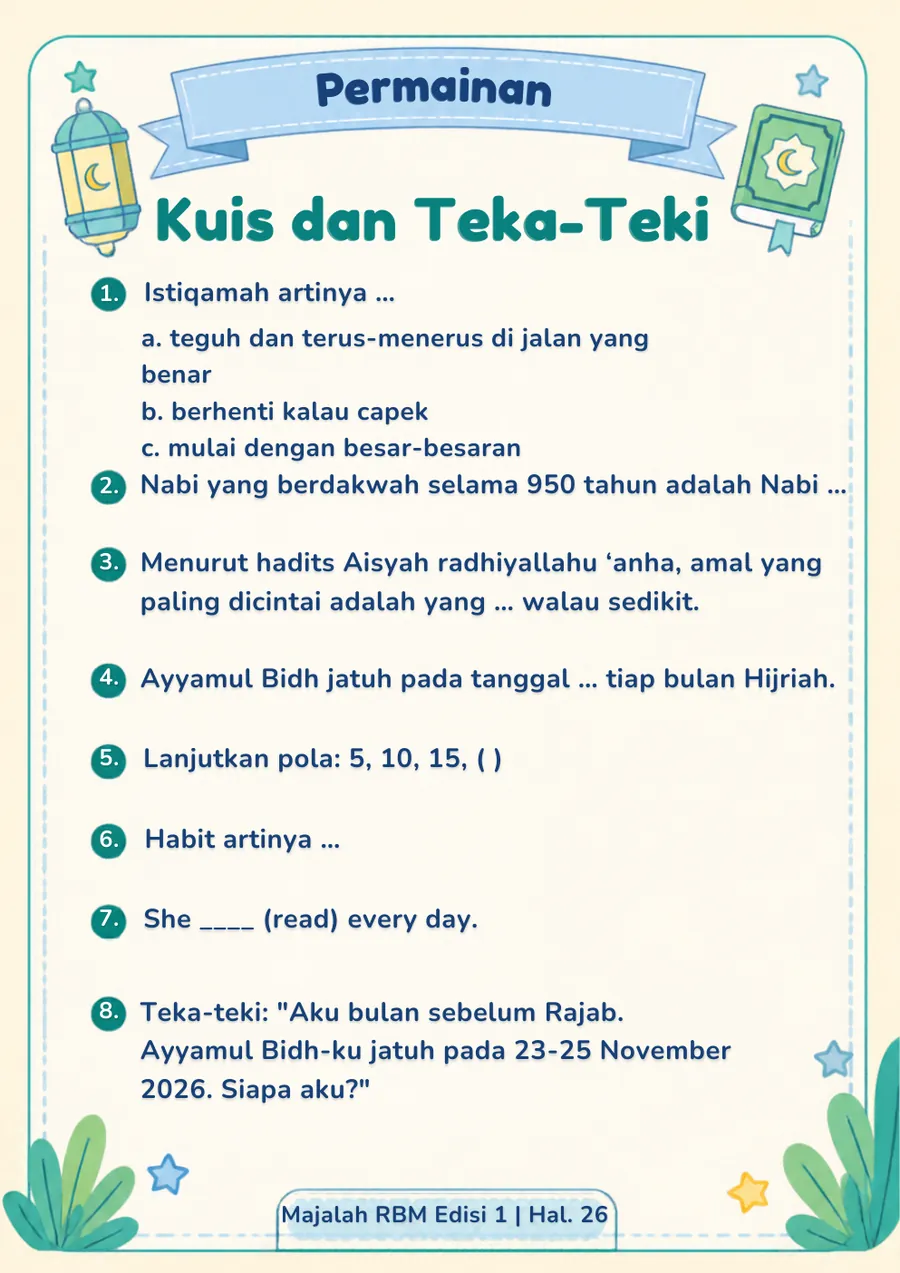 Permainan
Kuis dan Teka-Teki
1. Istiqamah artinya ...
a. teguh dan terus-menerus di jalan yang
benar
b. berhenti kalau capek
c. mulai dengan besar-besaran
2. Nabi yang berdakwah selama 950 tahun adalah Nabi ...
3. Menurut hadits Aisyah radhiyallahu ‘anha, amal yang
paling dicintai adalah yang ... walau sedikit.
4. Ayyamul Bidh jatuh pada tanggal ... tiap bulan Hijriah.
5. Lanjutkan pola: 5, 10, 15, ( )
6. Habit artinya ...
7. She ____ (read) every day.
8. Teka-teki: "Aku bulan sebelum Rajab.
Ayyamul Bidh-ku jatuh pada 23-25 November
2026. Siapa aku?"
Majalah RBM Edisi 1 | Hal. 26